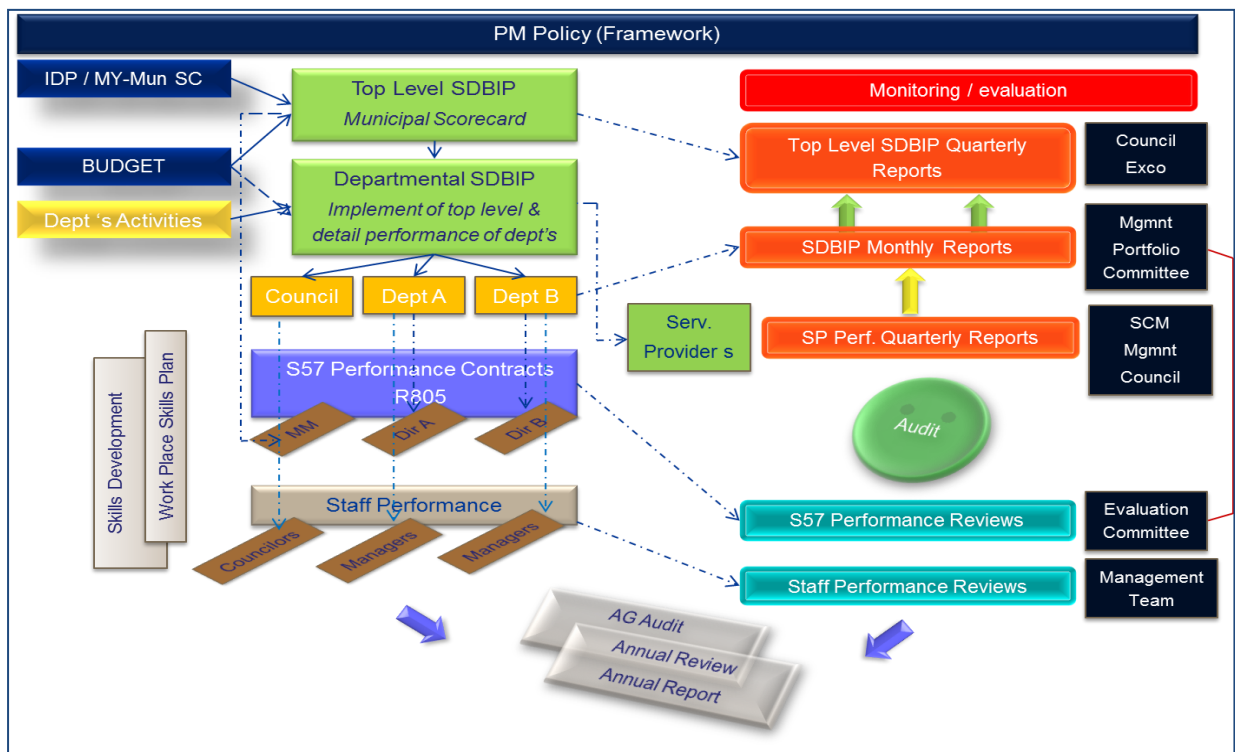 PM Policy (Framework)
IDP / MY-Mun SC
BUDGET
Dept 's Activities
Top Level SDBIP
Municipal Scorecard
Departmental SDBIP
Implement of top level &
detail performance of dept's
Council
Dept A
Dept B
S57 Performance Contracts
R805
MM
Dir A
Dir B
Staff Performance
Councilors
Managers
Managers
Skills Development
Work Place Skills Plan
Serv.
Provider s
Monitoring / evaluation
Top Level SDBIP Quarterly
Reports
Council
Exco
SDBIP Monthly Reports
Mgmnt
Portfolio
Committee
SP Perf. Quarterly Reports
SCM
Mgmnt
Council
Audit
S57 Performance Reviews
Evaluation
Committee
Staff Performance Reviews
Management
Team
AG Audit
Annual Review
Annual Report